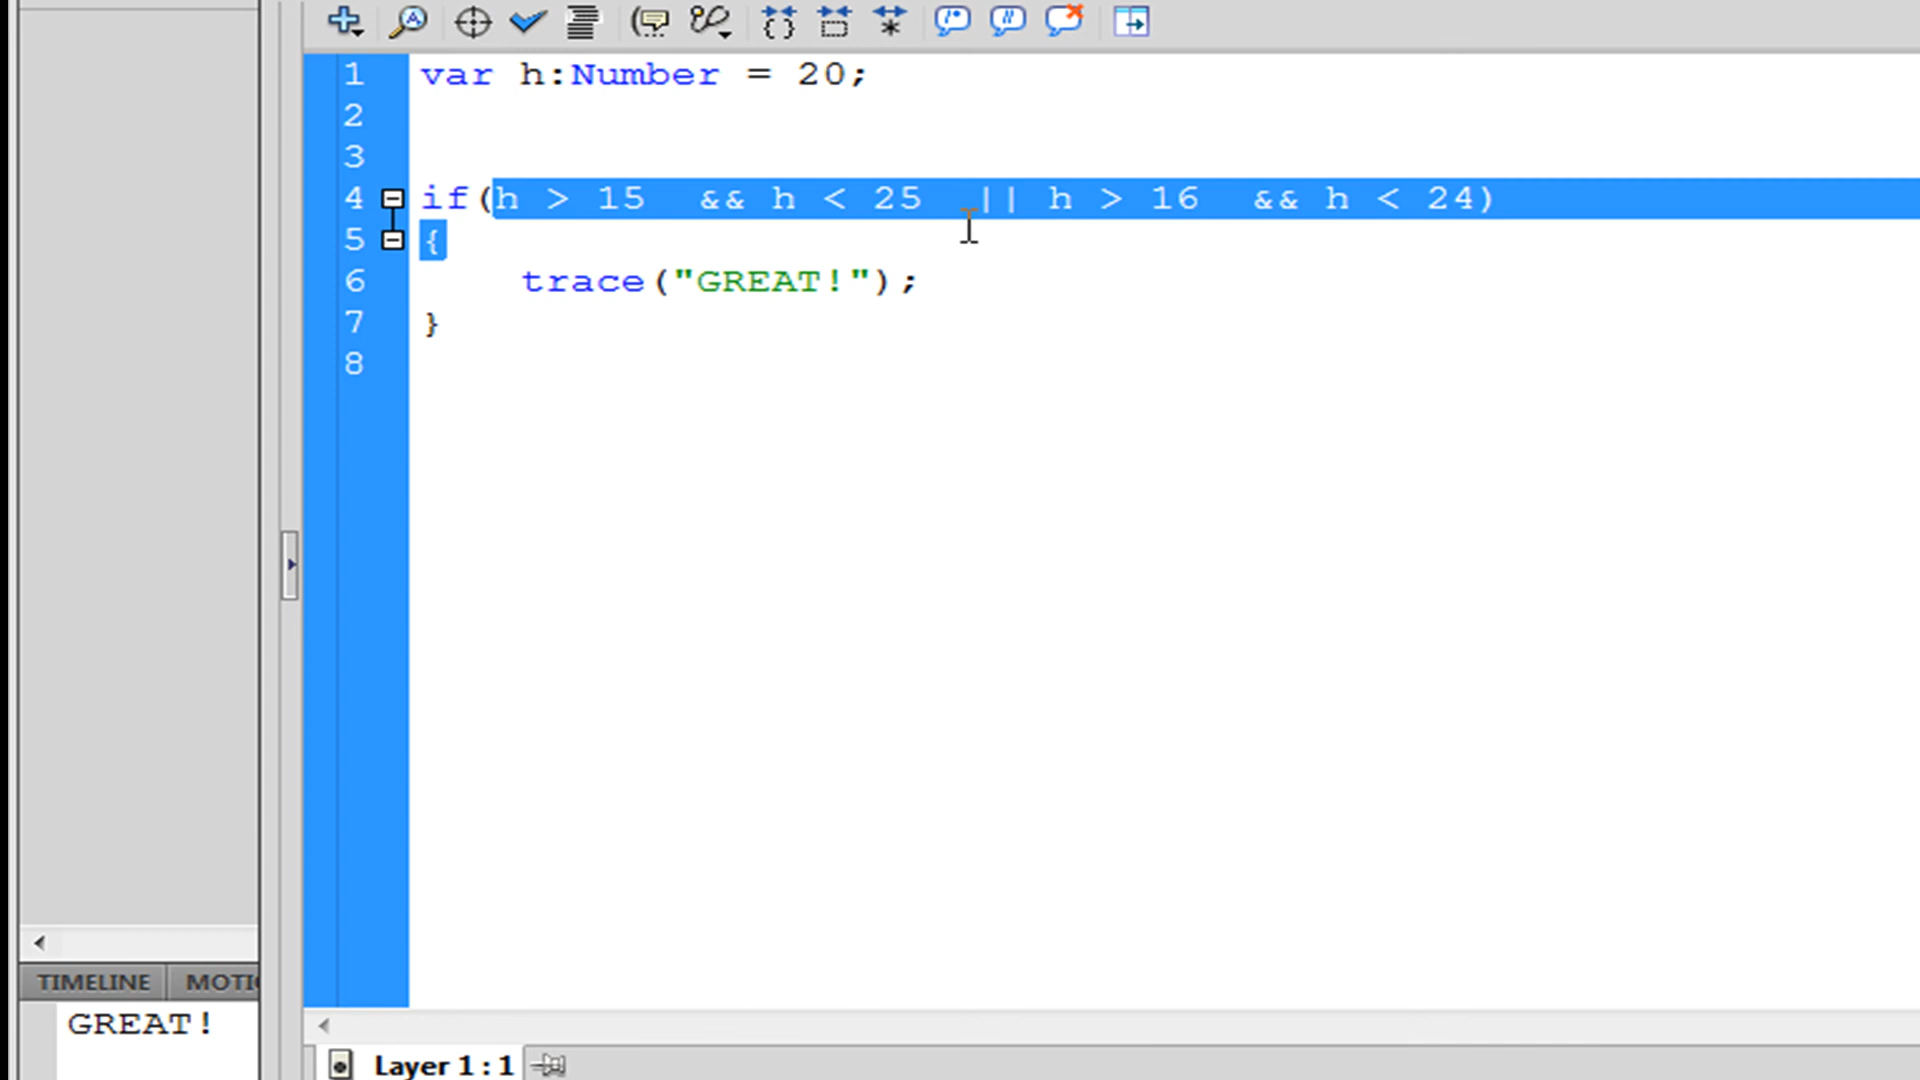 1 var h:Number = 20;
2
3
4 if(h > 15  && h < 25  || h > 16  && h < 24)
5 {
6 trace("GREAT!");
7 }
8
TIMELINE
GREAT!
Layer 1 : 1